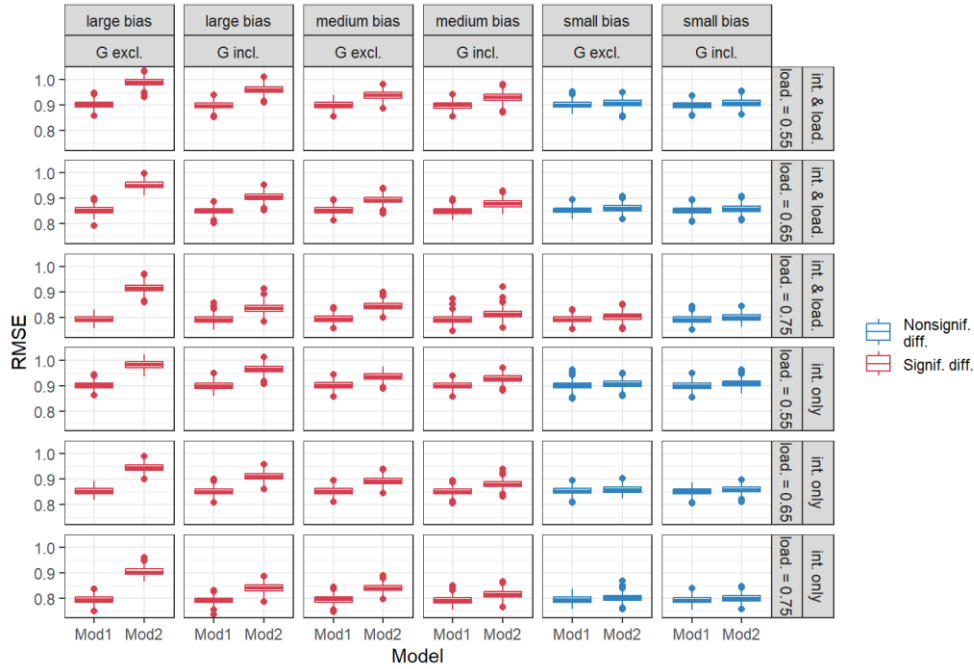 large bias large bias medium bias medium bias small bias small bias
G excl. G incl. G excl. G incl. G excl. G incl.
1.0
0.9
0.8
load. = 0.55
int. & load.
1.0
0.9
0.8
load. = 0.65
int. & load.
1.0
0.9
0.8
load. = 0.75
int. & load.
1.0
0.9
0.8
load. = 0.55
int. only
1.0
0.9
0.8
load. = 0.65
int. only
1.0
0.9
0.8
load. = 0.75
int. only
RMSE
Mod1 Mod2 Mod1 Mod2 Mod1 Mod2 Mod1 Mod2 Mod1 Mod2 Mod1 Mod2
Model
Nonsignif.
diff.
Signif. diff.